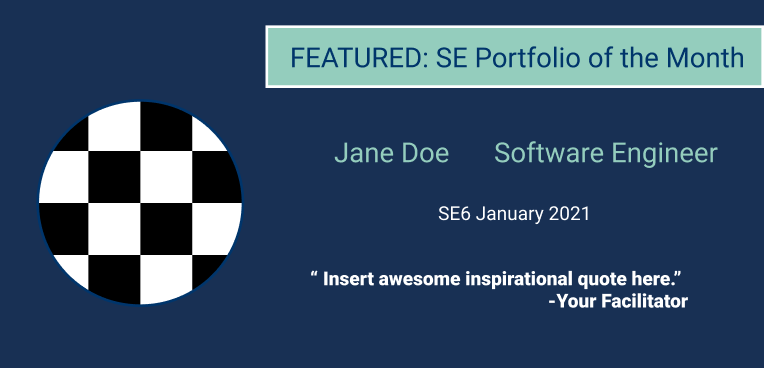 FEATURED: SE Portfolio of the Month
Jane Doe Software Engineer
SE6 January 2021
“ Insert awesome inspirational quote here.”
-Your Facilitator